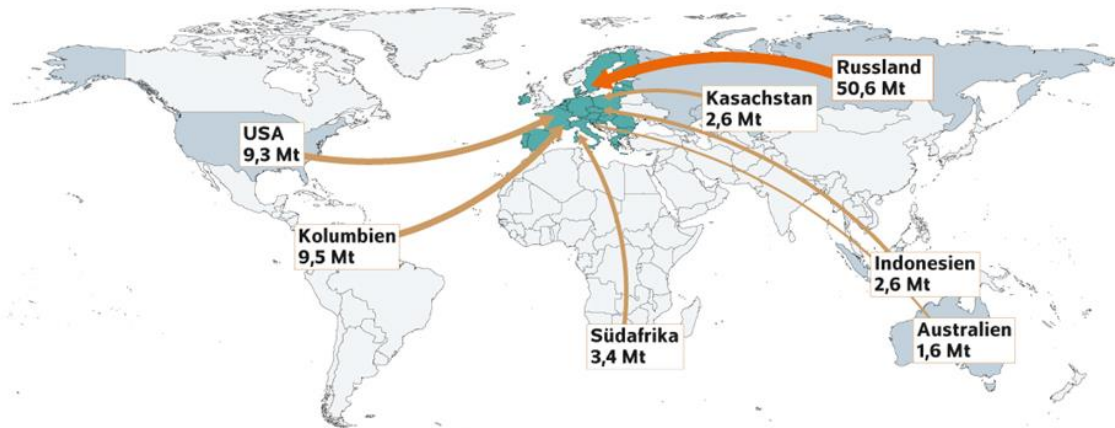 Russland
50,6 Mt
Kasachstan
2,6 Mt
USA
9,3 Mt
Kolumbien
9,5 Mt
Indonesien
2,6 Mt
Südafrika
3,4 Mt
Australien
1,6 Mt